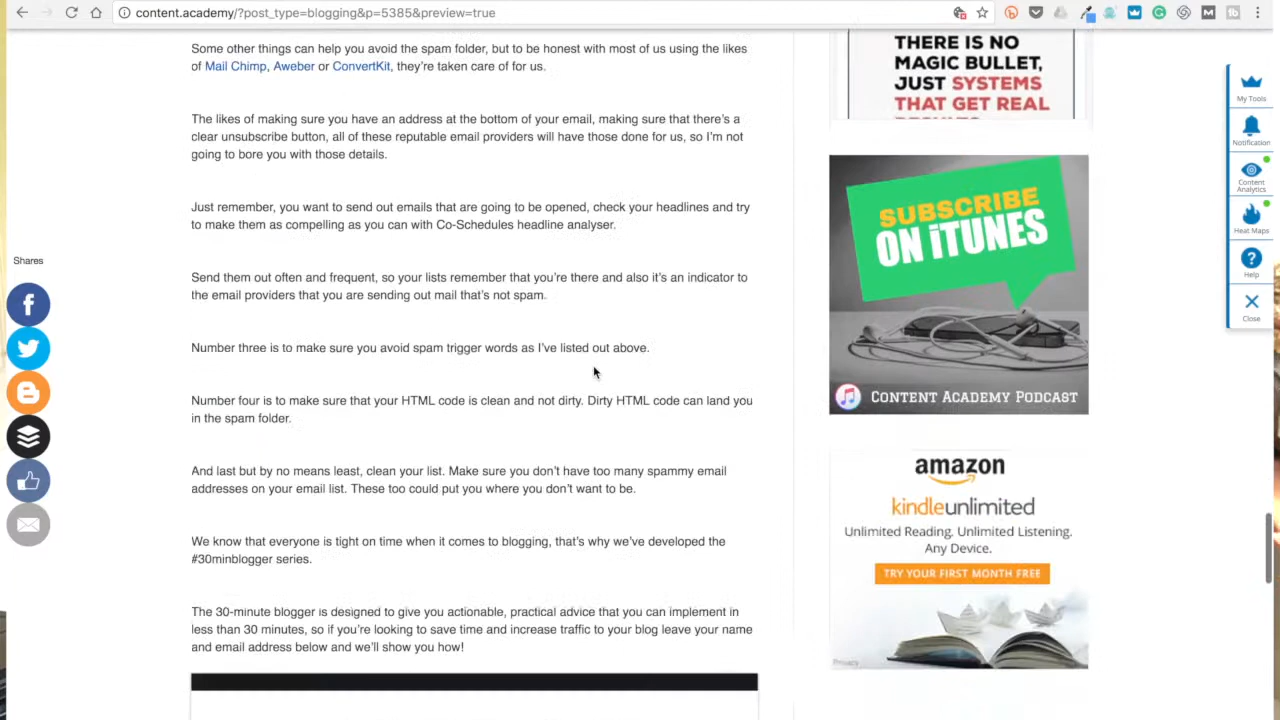 content.academy/?post_type=blogging&p=5385&preview=true
Some other things can help you avoid the spam folder, but to be honest with most of us using the likes
of Mail Chimp, Aweber or ConvertKit, they're taken care of for us.
The likes of making sure you have an address at the bottom of your email, making sure that there's a
clear unsubscribe button, all of these reputable email providers will have those done for us, so I'm not
going to bore you with those details.
Just remember, you want to send out emails that are going to be opened, check your headlines and try
to make them as compelling as you can with Co-Schedules headline analyser.
Shares
Send them out often and frequent, so your lists remember that you're there and also it's an indicator to
the email providers that you are sending out mail that's not spam.
Number three is to make sure you avoid spam trigger words as I've listed out above.
Number four is to make sure that your HTML code is clean and not dirty. Dirty HTML code can land you
in the spam folder.
And last but by no means least, clean your list. Make sure you don't have too many spammy email
addresses on your email list. These too could put you where you don't want to be.
We know that everyone is tight on time when it comes to blogging, that's why we've developed the
#30minblogger series.
The 30-minute blogger is designed to give you actionable, practical advice that you can implement in
less than 30 minutes, so if you're looking to save time and increase traffic to your blog leave your name
and email address below and we'll show you how!
THERE IS NO
MAGIC BULLET,
JUST SYSTEMS
THAT GET REAL
SUBSCRIBE
ON iTUNES
CONTENT ACADEMY PODCAST
amazon
kindleunlimited
Unlimited Reading. Unlimited Listening.
Any Device.
TRY YOUR FIRST MONTH FREE
Privacy
My Tools
Notification
Content
Analytics
Heat Maps
Help
Close